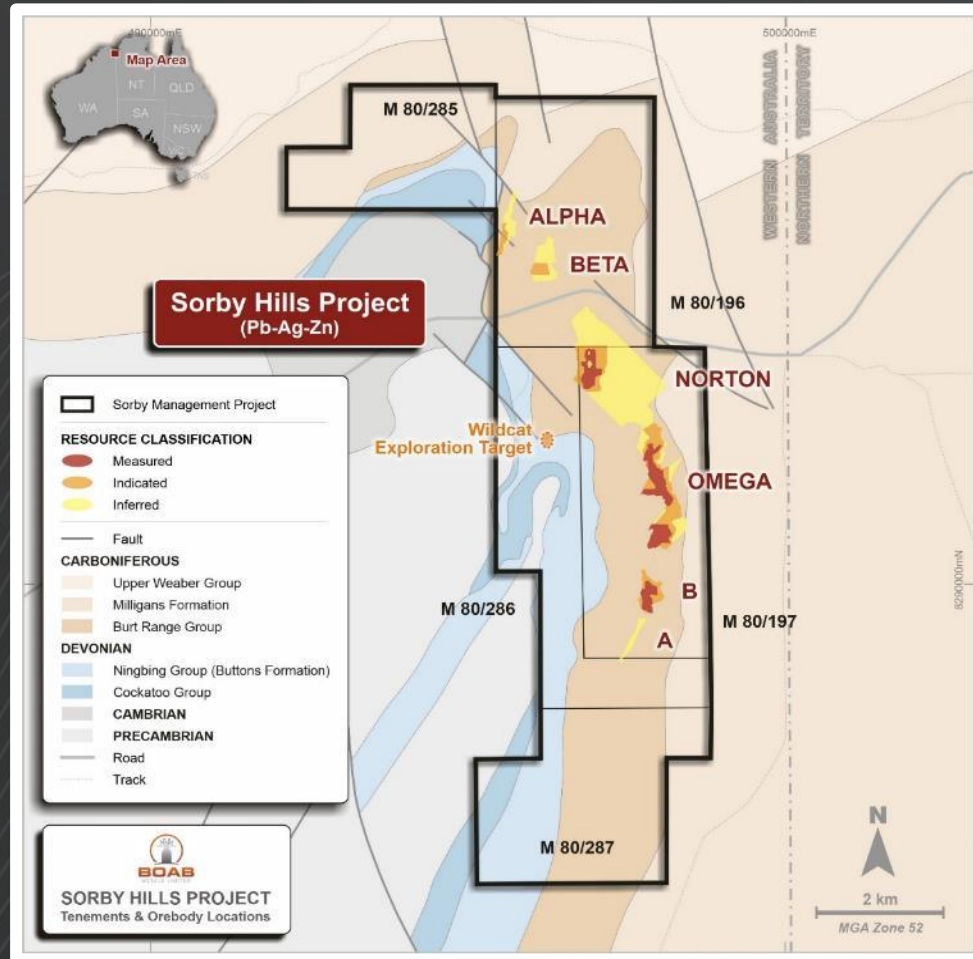 490000mE
500000mE
Map Area
WA
NT
SA
QLD
NSW
WESTERN AUSTRALIA
NORTHERN TERRITORY
M 80/285
ALPHA
BETA
Sorby Hills Project
(Pb-Ag-Zn)
M 80/196
NORTON
Wildcat
Exploration Target
OMEGA
8290000mN
B
M 80/286
M 80/197
A
M 80/287
Sorby Management Project
RESOURCE CLASSIFICATION
Measured
Indicated
Inferred
Fault
CARBONIFEROUS
Upper Weaber Group
Milligans Formation
Burt Range Group
DEVONIAN
Ningbing Group (Buttons Formation)
Cockatoo Group
CAMBRIAN
PRECAMBRIAN
Road
Track
BOAB
SORBY HILLS PROJECT
Tenements & Orebody Locations
N
2 km
MGA Zone 52